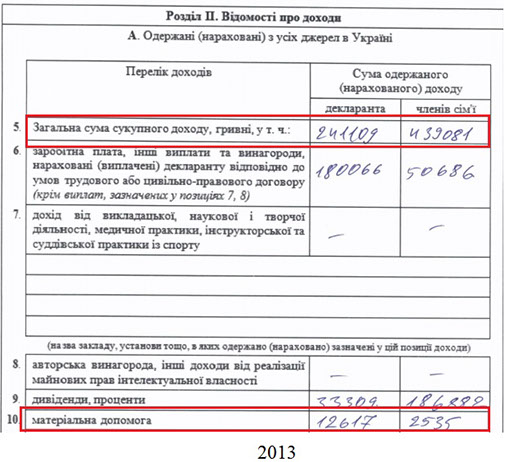 Розділ II. Відомості про доходи
А. Одержані (нараховані) з усіх джерел в Україні
Перелік доходів
Сума одержаного
(нарахованого) доходу
декларанта
членів сім'ї
5. Загальна сума сукупного доходу, гривні, у т. ч.: 241109 439081
6. заробітна плата, інші виплати та винагороди,
нараховані (виплачені) декларанту відповідно до
умов трудового або цивільно-правового договору
(крім виплат, зазначених у позиціях 7, 8)
180066 50686
7. дохід від викладацької, наукової і творчої
діяльності, медичної практики, інструкторської та
суддівської практики із спорту
– –
(назва закладу, установи тощо, в яких одержано (нараховано) зазначені у цій позиції доходи)
8. авторська винагорода, інші доходи від реалізації
майнових прав інтелектуальної власності
– –
9. дивіденди, проценти 33309
10. матеріальна допомога 12617 2535
2013